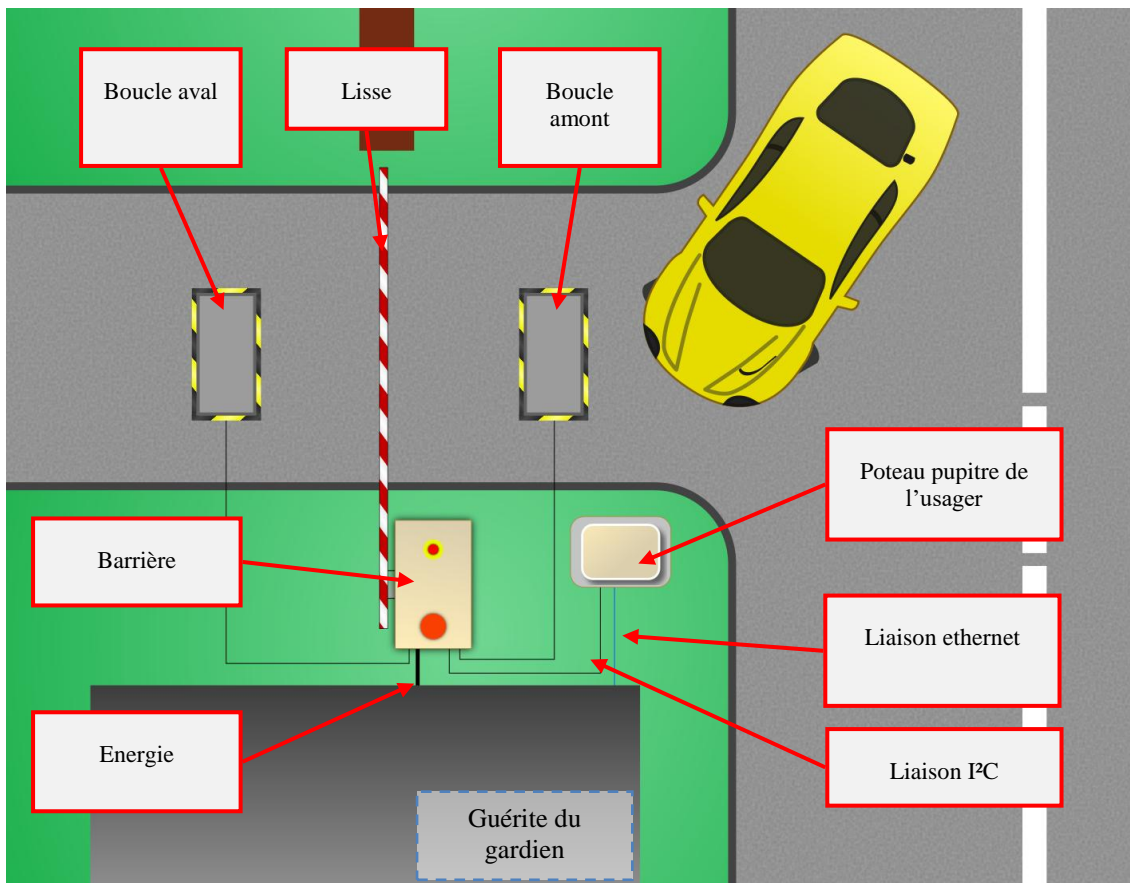 Boucle aval
Lisse
Boucle
amont
Poteau pupitre de
l’usager
Barrière
Liaison ethernet
Energie
Liaison I²C
Guérite du
gardien